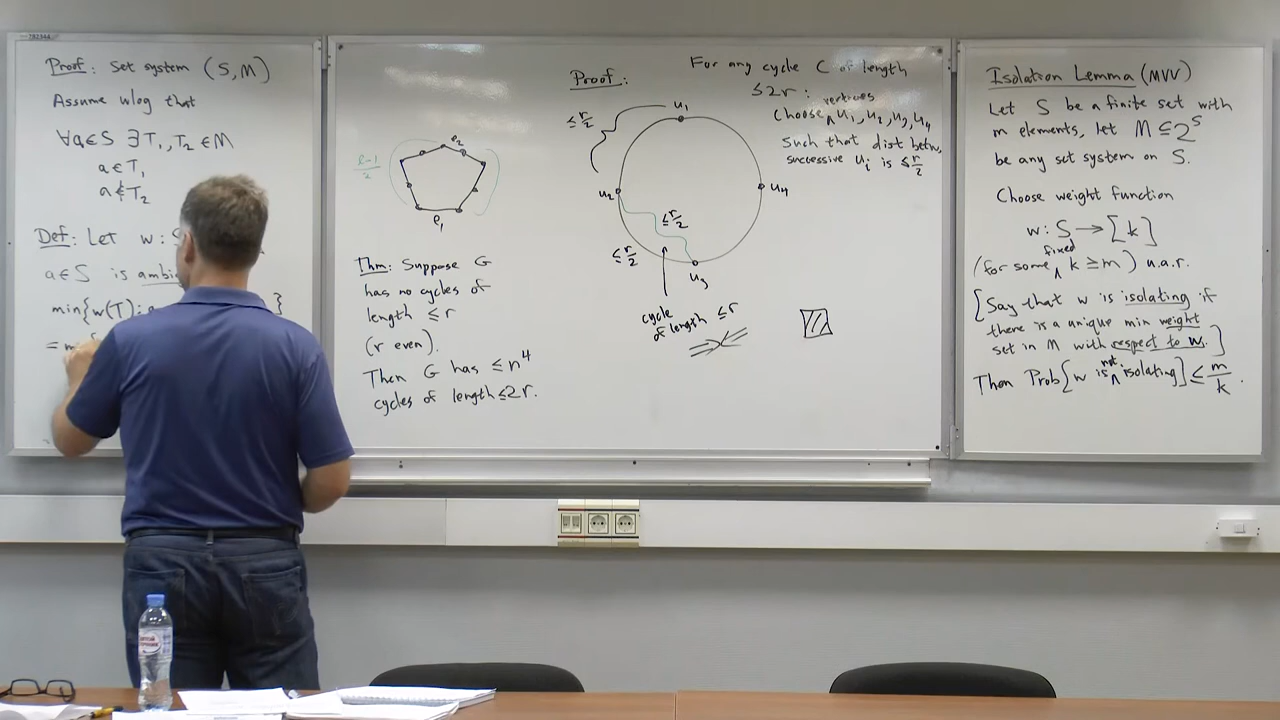 Proof: Set system (S,M)
Assume wlog that
∀a∈S ∃T₁,T₂∈M
a∈T₁
a∉T₂
Def: Let w:
a∈S is
min{w(T): }
=
e₂
ℓ-1/2
e₁
Thm: Suppose G
has no cycles of
length ≤r
(r even).
Then G has ≤n⁴
cycles of length≤2r.
Proof:
For any cycle C of length
≤2r:
vertices
Choose ∧ u₁, u₂, u₃, u₄
such that dist betw.
successive uᵢ is ≤r/2
≤r/2
u₁
u₂
u₄
≤r/2
≤r/2
u₃
cycle
of length ≤r
Isolation Lemma (MVV)
Let S be a finite set with
m elements, let M⊆2ˢ
be any set system on S.
Choose weight function
w: S→[k]
fixed
(for some ∧ k≥m) u.a.r.
[Say that w is isolating if
there is a unique min weight
set in M with respect to w.]
not
Then Prob[w is ∧ isolating]≤m/k.